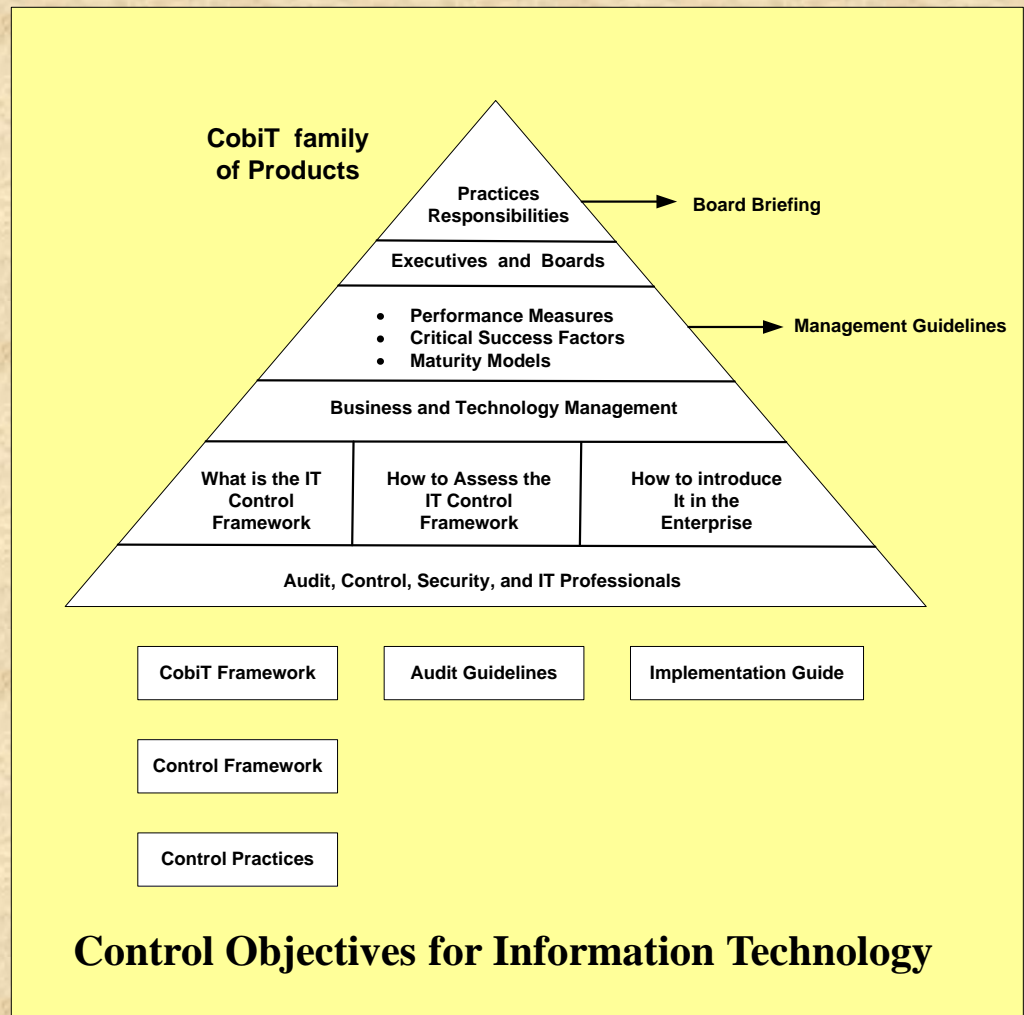 CobiT family
of Products
Practices
Responsibilities
Board Briefing
Executives and Boards
• Performance Measures
• Critical Success Factors
• Maturity Models
Management Guidelines
Business and Technology Management
What is the IT
Control
Framework
How to Assess the
IT Control
Framework
How to introduce
It in the
Enterprise
Audit, Control, Security, and IT Professionals
CobiT Framework
Audit Guidelines
Implementation Guide
Control Framework
Control Practices
Control Objectives for Information Technology